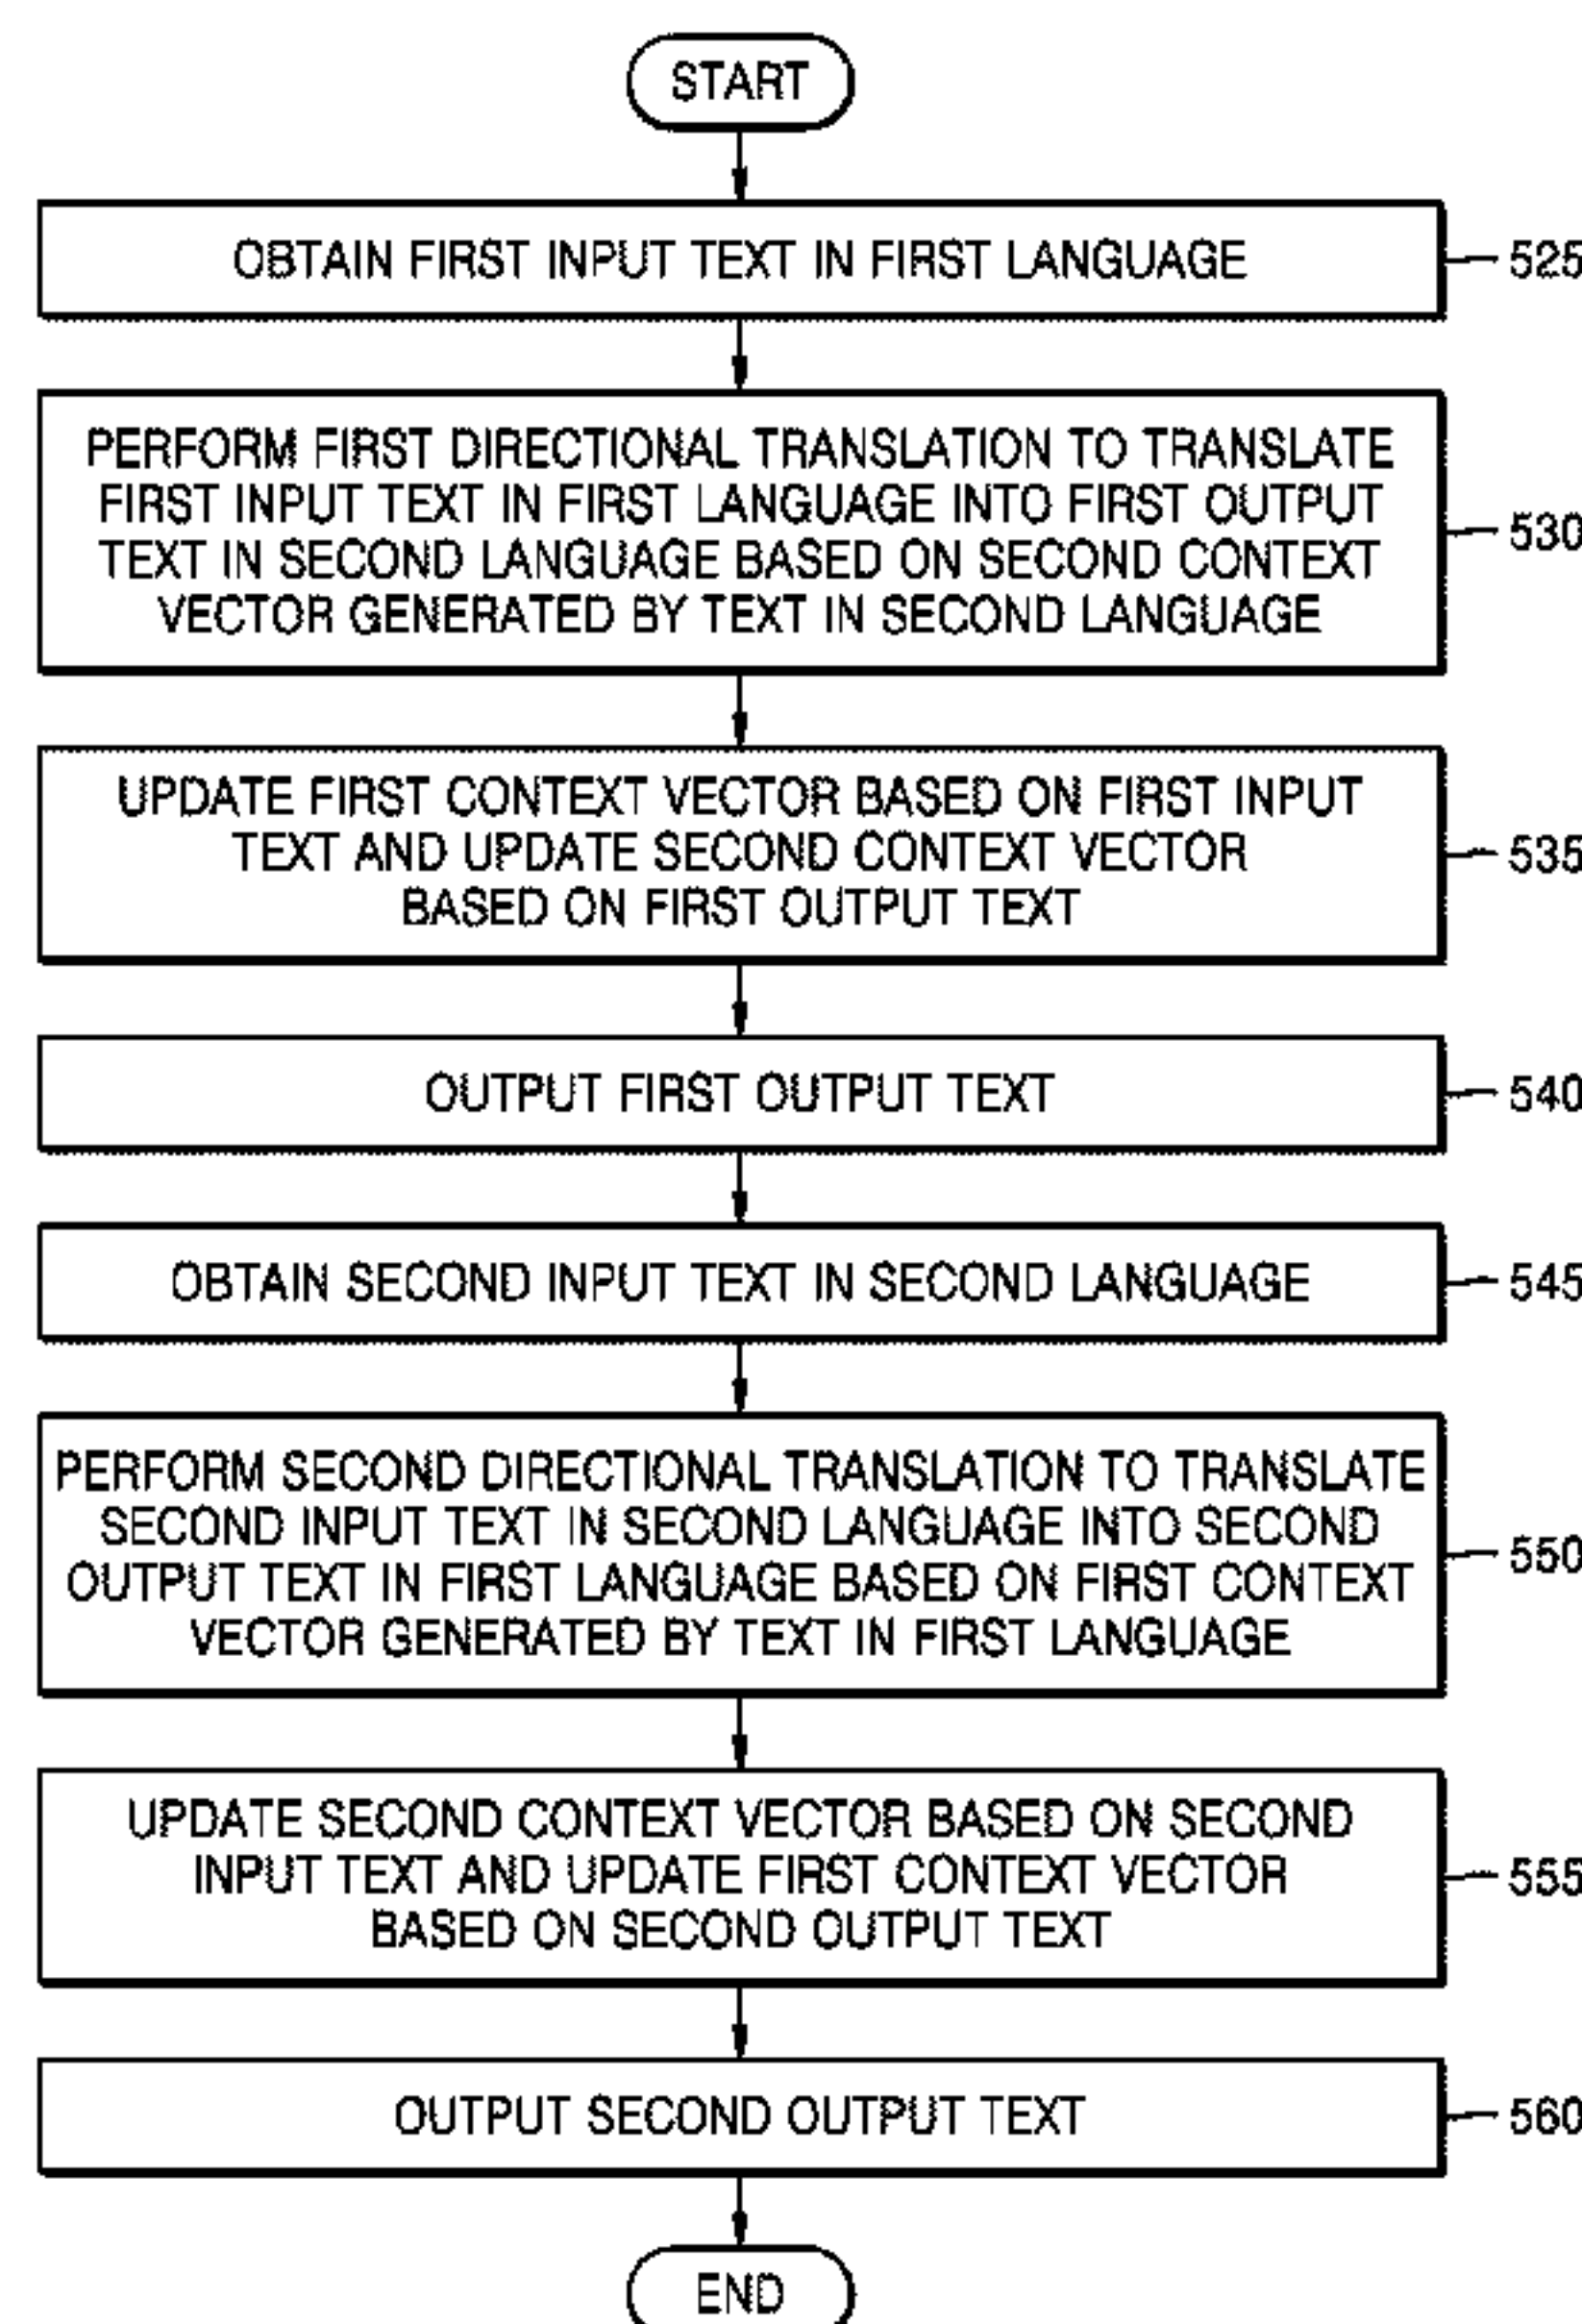 START
OBTAIN FIRST INPUT TEXT IN FIRST LANGUAGE
525
PERFORM FIRST DIRECTIONAL TRANSLATION TO TRANSLATE
FIRST INPUT TEXT IN FIRST LANGUAGE INTO FIRST OUTPUT
TEXT IN SECOND LANGUAGE BASED ON SECOND CONTEXT
VECTOR GENERATED BY TEXT IN SECOND LANGUAGE
530
UPDATE FIRST CONTEXT VECTOR BASED ON FIRST INPUT
TEXT AND UPDATE SECOND CONTEXT VECTOR
BASED ON FIRST OUTPUT TEXT
535
OUTPUT FIRST OUTPUT TEXT
540
OBTAIN SECOND INPUT TEXT IN SECOND LANGUAGE
545
PERFORM SECOND DIRECTIONAL TRANSLATION TO TRANSLATE
SECOND INPUT TEXT IN SECOND LANGUAGE INTO SECOND
OUTPUT TEXT IN FIRST LANGUAGE BASED ON FIRST CONTEXT
VECTOR GENERATED BY TEXT IN FIRST LANGUAGE
550
UPDATE SECOND CONTEXT VECTOR BASED ON SECOND
INPUT TEXT AND UPDATE FIRST CONTEXT VECTOR
BASED ON SECOND OUTPUT TEXT
555
OUTPUT SECOND OUTPUT TEXT
560
END